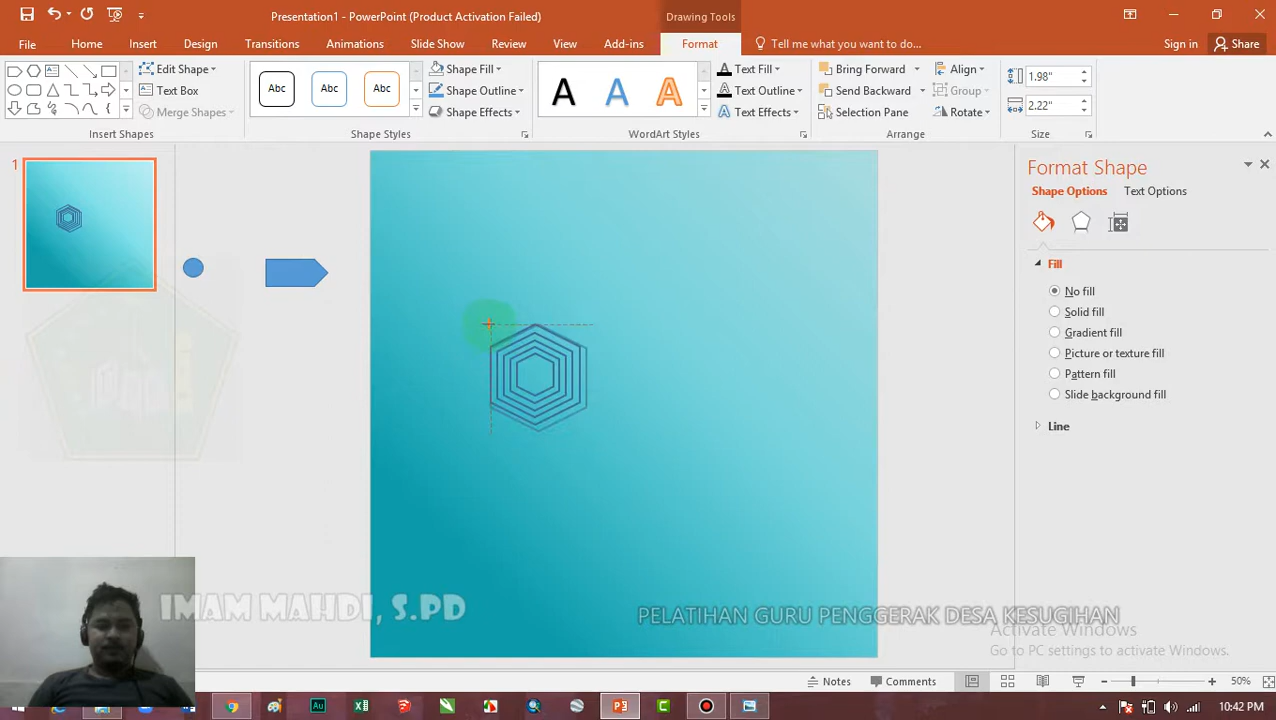 Presentation1 - PowerPoint (Product Activation Failed)
Drawing Tools
File Home Insert Design Transitions Animations Slide Show Review View Add-ins Format Tell me what you want to do... Sign in Share
Edit Shape
Text Box
Merge Shapes
Insert Shapes
Abc Abc Abc
Shape Fill
Shape Outline
Shape Effects
Shape Styles
A A A
Text Fill
Text Outline
Text Effects
WordArt Styles
Bring Forward
Send Backward
Selection Pane
Align
Group
Rotate
Arrange
1.98"
2.22"
Size
1
Format Shape
Shape Options Text Options
Fill
No fill
Solid fill
Gradient fill
Picture or texture fill
Pattern fill
Slide background fill
Line
IMAM MAHDI, S.PD
PELATIHAN GURU PENGGERAK DESA KESUGIHAN
Activate Windows
Go to PC settings to activate Windows.
Notes Comments 50%
Au
10:42 PM